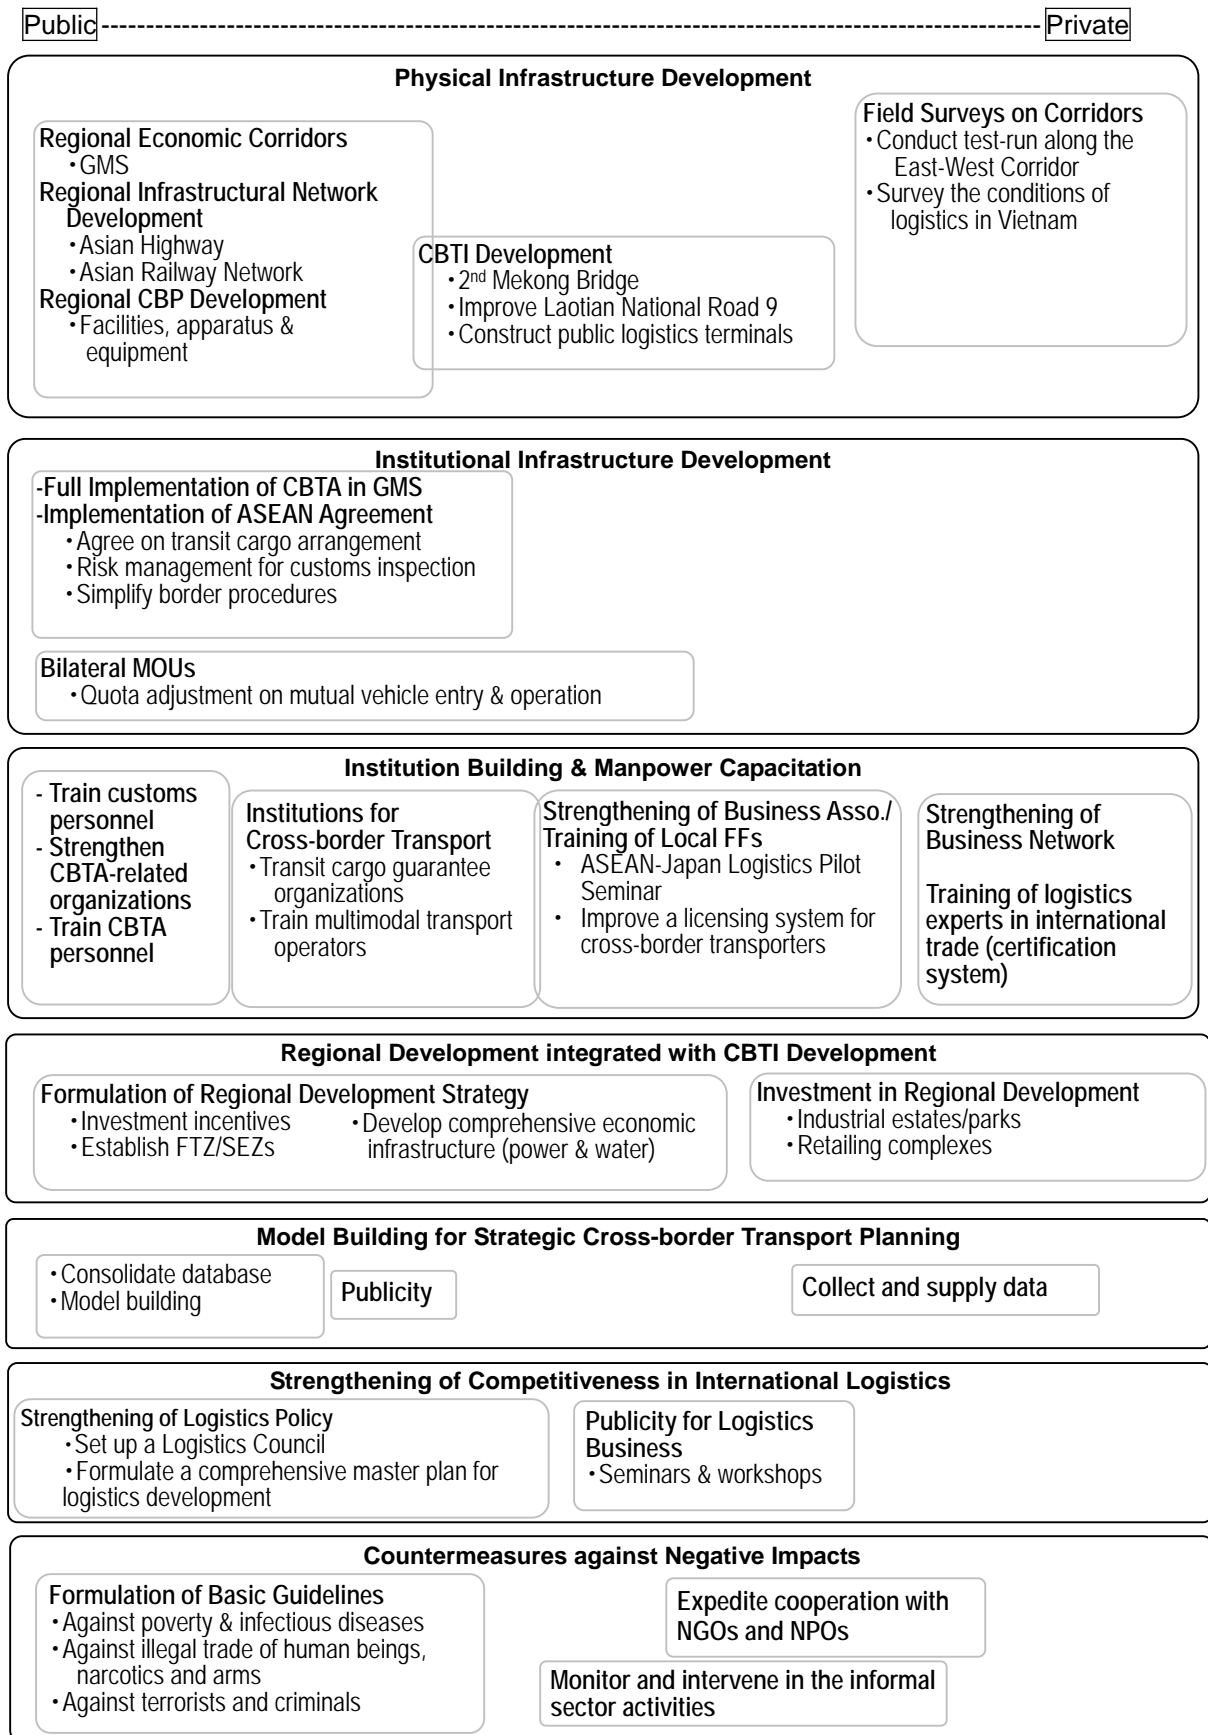 Public
Private
Physical Infrastructure Development
Regional Economic Corridors
・GMS
Regional Infrastructural Network
Development
・Asian Highway
・Asian Railway Network
Regional CBP Development
・Facilities, apparatus &
equipment
CBTI Development
・2nd Mekong Bridge
・Improve Laotian National Road 9
・Construct public logistics terminals
Field Surveys on Corridors
・Conduct test-run along the
East-West Corridor
・Survey the conditions of
logistics in Vietnam
Institutional Infrastructure Development
-Full Implementation of CBTA in GMS
-Implementation of ASEAN Agreement
・Agree on transit cargo arrangement
・Risk management for customs inspection
・Simplify border procedures
Bilateral MOUs
・Quota adjustment on mutual vehicle entry & operation
Institution Building & Manpower Capacitation
- Train customs
personnel
- Strengthen
CBTA-related
organizations
- Train CBTA
personnel
Institutions for
Cross-border Transport
・Transit cargo guarantee
organizations
・Train multimodal transport
operators
Strengthening of Business Asso./
Training of Local FFs
・ ASEAN-Japan Logistics Pilot
Seminar
・ Improve a licensing system for
cross-border transporters
Strengthening of
Business Network
Training of logistics
experts in international
trade (certification
system)
Regional Development integrated with CBTI Development
Formulation of Regional Development Strategy
・Investment incentives
・Establish FTZ/SEZs
・Develop comprehensive economic
infrastructure (power & water)
Investment in Regional Development
・Industrial estates/parks
・Retailing complexes
Model Building for Strategic Cross-border Transport Planning
・Consolidate database
・Model building
Publicity
Collect and supply data
Strengthening of Competitiveness in International Logistics
Strengthening of Logistics Policy
・Set up a Logistics Council
・Formulate a comprehensive master plan for
logistics development
Publicity for Logistics
Business
・Seminars & workshops
Countermeasures against Negative Impacts
Formulation of Basic Guidelines
・Against poverty & infectious diseases
・Against illegal trade of human beings,
narcotics and arms
・Against terrorists and criminals
Expedite cooperation with
NGOs and NPOs
Monitor and intervene in the informal
sector activities